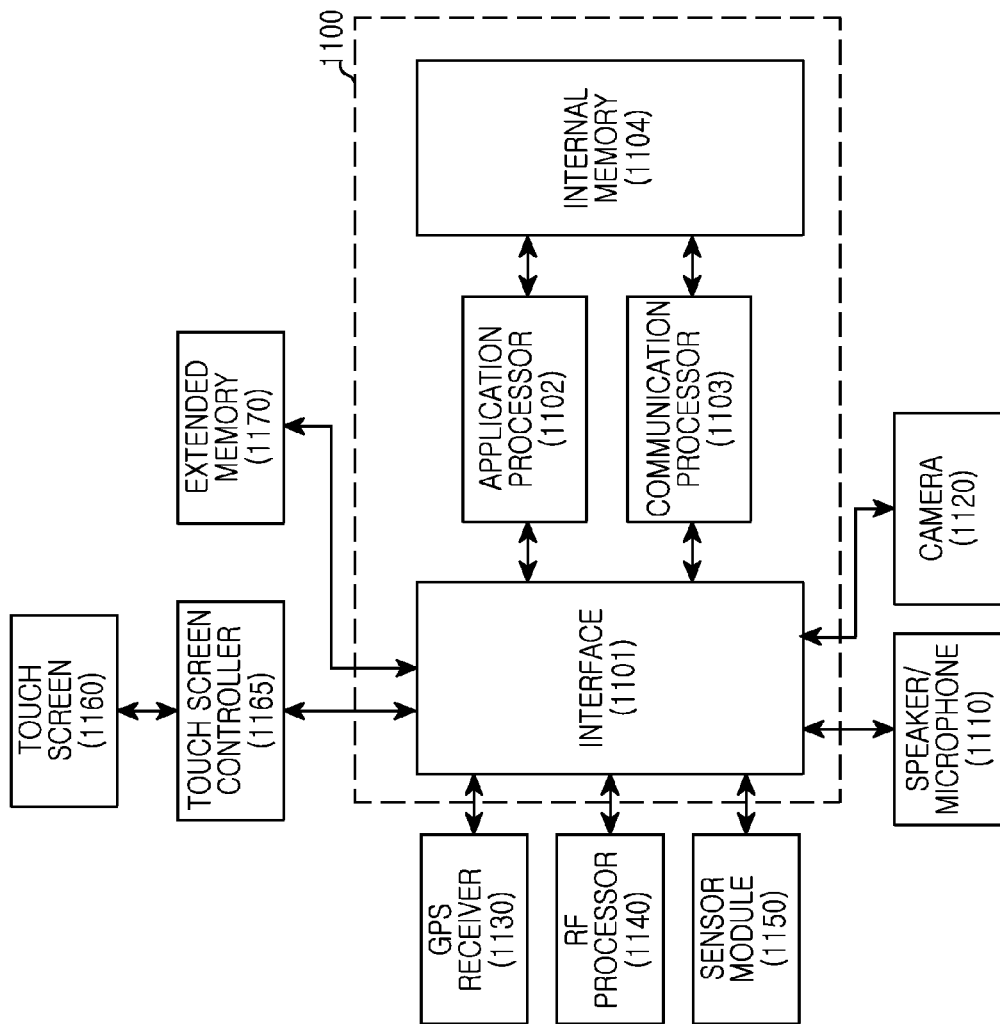 TOUCH
SCREEN
(1160)
TOUCH SCREEN
CONTROLLER
(1165)
EXTENDED
MEMORY
(1170)
1100
GPS
RECEIVER
(1130)
RF
PROCESSOR
(1140)
SENSOR
MODULE
(1150)
INTERFACE
(1101)
APPLICATION
PROCESSOR
(1102)
COMMUNICATION
PROCESSOR
(1103)
INTERNAL
MEMORY
(1104)
SPEAKER/
MICROPHONE
(1110)
CAMERA
(1120)